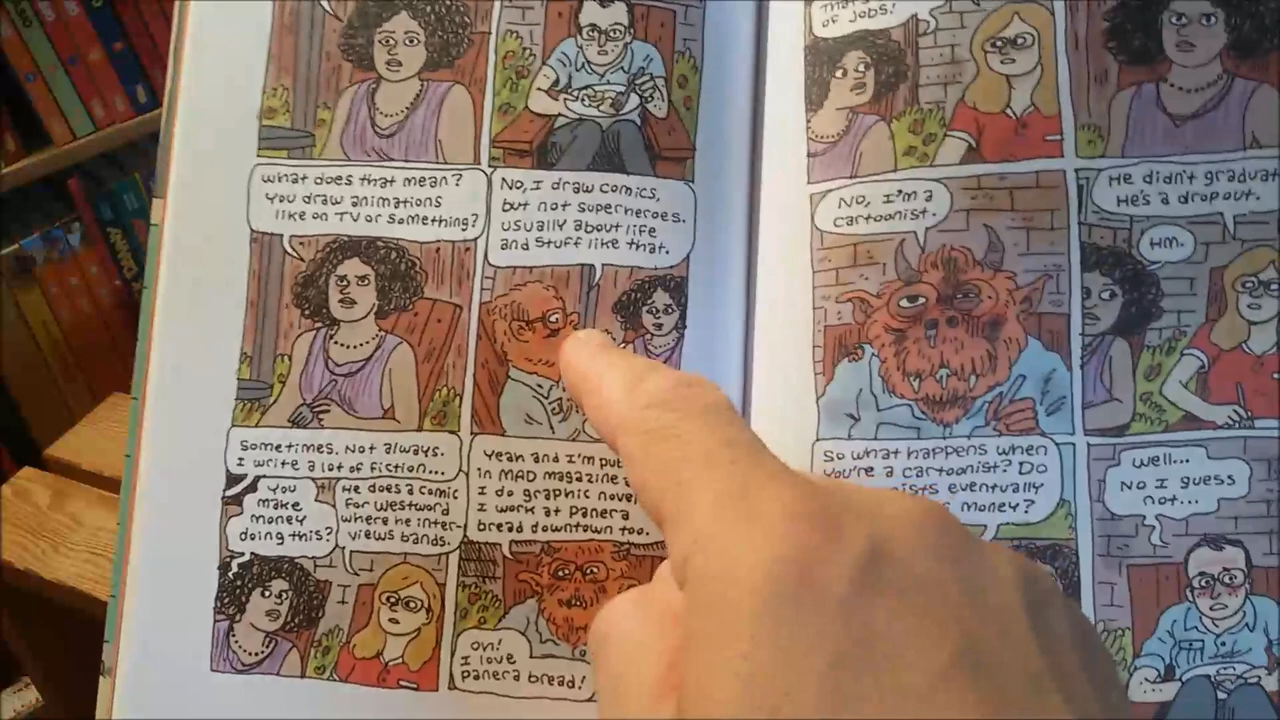 What does that mean?
You draw animations
like on TV or something?
No, I draw comics,
but not superheroes.
Usually about life
and stuff like that.
Sometimes. Not always.
I write a lot of fiction...
You
make
money
doing this?
He does a comic
for Westword
where he inter-
views bands.
Yeah and I'm
in MAD magazine
I do graphic
I work at Panera
bread downtown too.
Oh!
I love
Panera bread!
of jobs!
No, I'm a
cartoonist.
He didn't
He's a dropout.
Hm.
So what happens when
you're a cartoonist? Do
eventually
money?
Well...
No I guess
not...